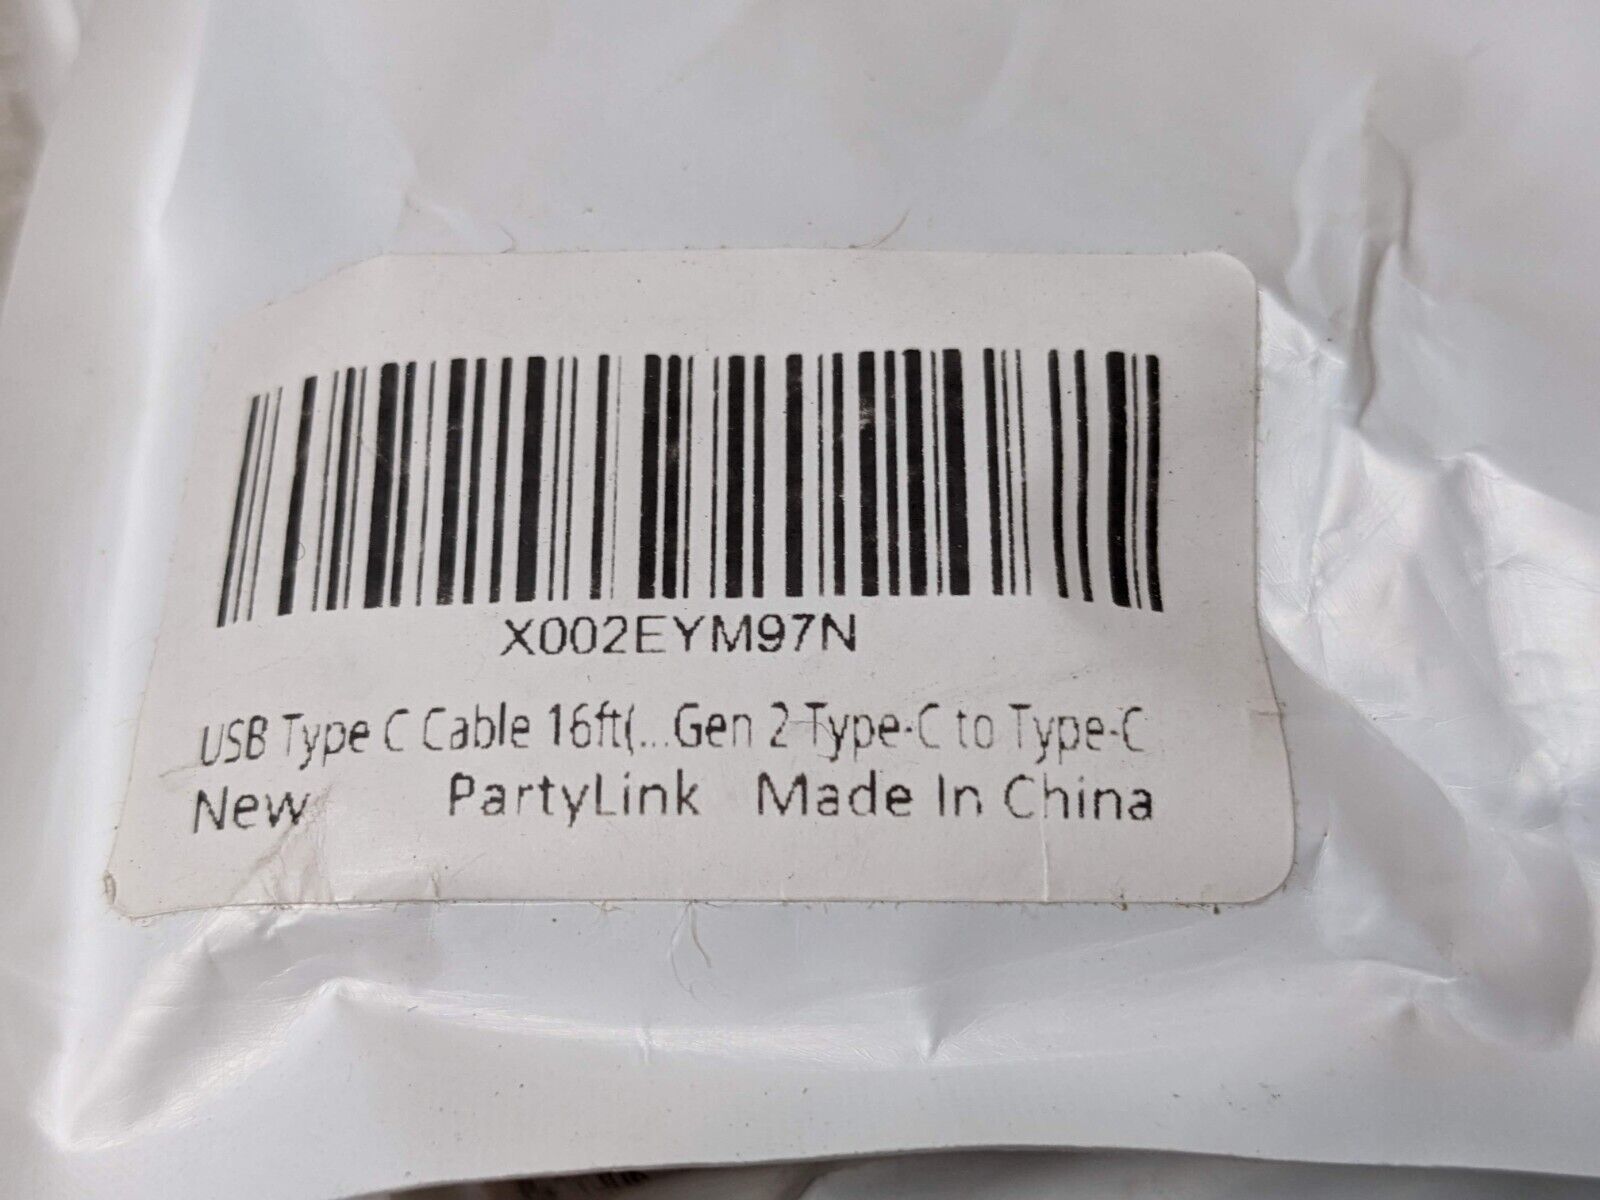 X002EYM97N
USB Type C Cable 16ft(...Gen 2 Type-C to Type-C
New PartyLink Made In China